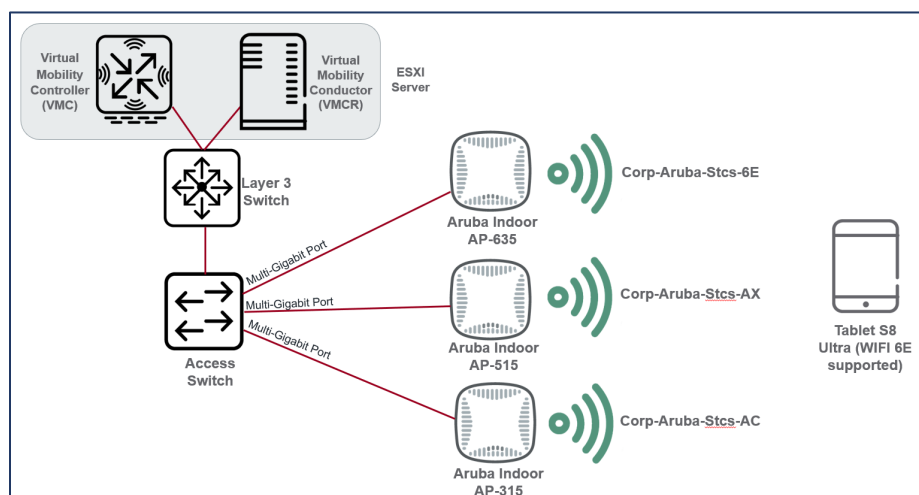 Virtual
Mobility
Controller
(VMC)
Virtual
Mobility
Conductor
(VMCR)
ESXI
Server
Layer 3
Switch
Corp-Aruba-Stcs-6E
Aruba Indoor
AP-635
Multi-Gigabit Port
Multi-Gigabit Port
Multi-Gigabit Port
Corp-Aruba-Stcs-AX
Aruba Indoor
AP-515
Access
Switch
Tablet S8
Ultra (WIFI 6E
supported)
Corp-Aruba-Stcs-AC
Aruba Indoor
AP-315